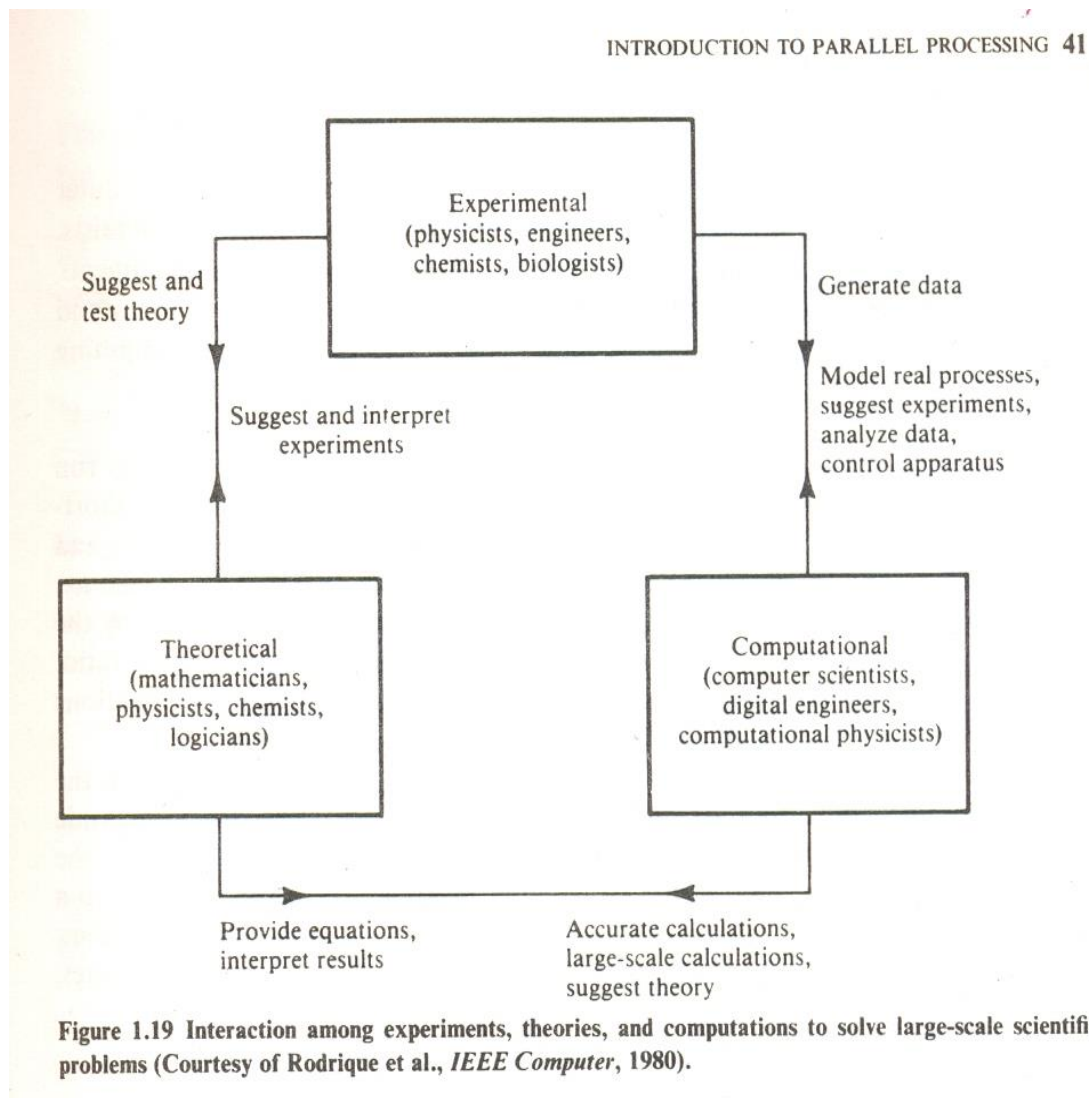 INTRODUCTION TO PARALLEL PROCESSING 41
Experimental
(physicists, engineers,
chemists, biologists)
Suggest and
test theory
Generate data
Suggest and interpret
experiments
Model real processes,
suggest experiments,
analyze data,
control apparatus
Theoretical
(mathematicians,
physicists, chemists,
logicians)
Computational
(computer scientists,
digital engineers,
computational physicists)
Provide equations,
interpret results
Accurate calculations,
large-scale calculations,
suggest theory
Figure 1.19 Interaction among experiments, theories, and computations to solve large-scale scientifi
problems (Courtesy of Rodrique et al., IEEE Computer, 1980).